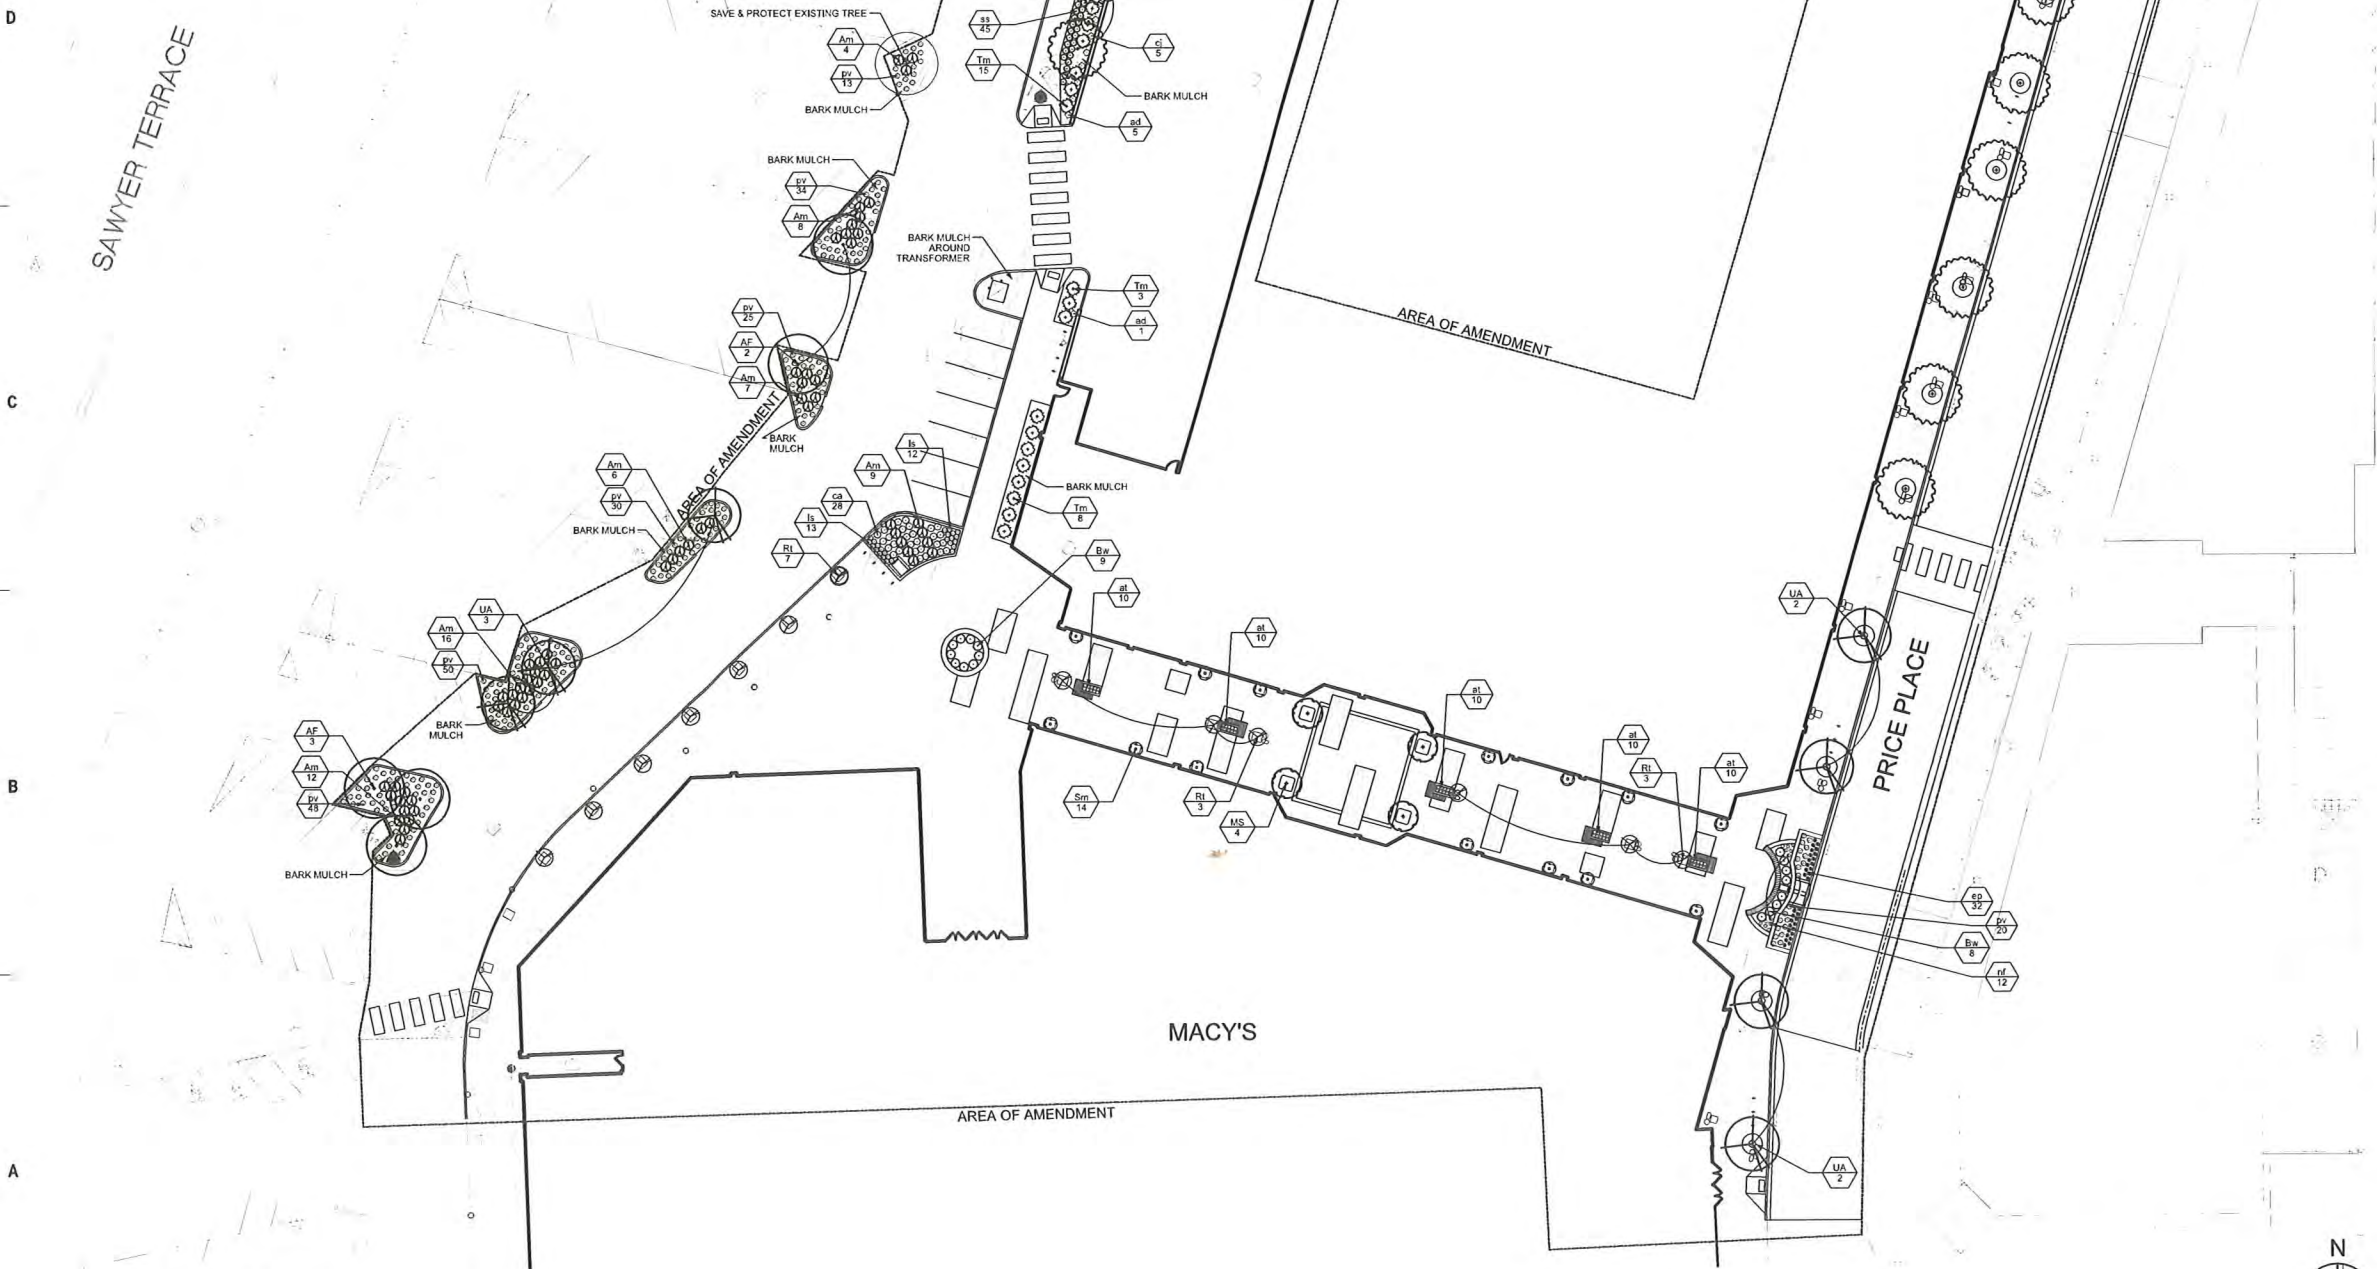 D
SAVE & PROTECT EXISTING TREE
Am
4
pv
13
BARK MULCH
ss
45
Tm
15
cj
5
BARK MULCH
ad
5
SAWYER TERRACE
BARK MULCH
pv
34
Am
8
BARK MULCH
AROUND
TRANSFORMER
Tm
3
ad
1
pv
25
AF
2
Am
7
BARK
MULCH
AREA OF AMENDMENT
AREA OF AMENDMENT
C
Am
6
pv
30
BARK MULCH
ls
12
Am
9
ca
28
ls
13
Rt
7
BARK MULCH
Tm
8
Bw
9
at
10
at
10
UA
3
Am
16
pv
50
BARK
MULCH
UA
2
PRICE PLACE
at
10
at
10
Rt
3
at
10
B
AF
3
Am
12
pv
48
BARK MULCH
Sm
14
Rt
3
MS
4
ep
32
pv
20
Bw
8
nf
12
MACY'S
AREA OF AMENDMENT
A
UA
2
N